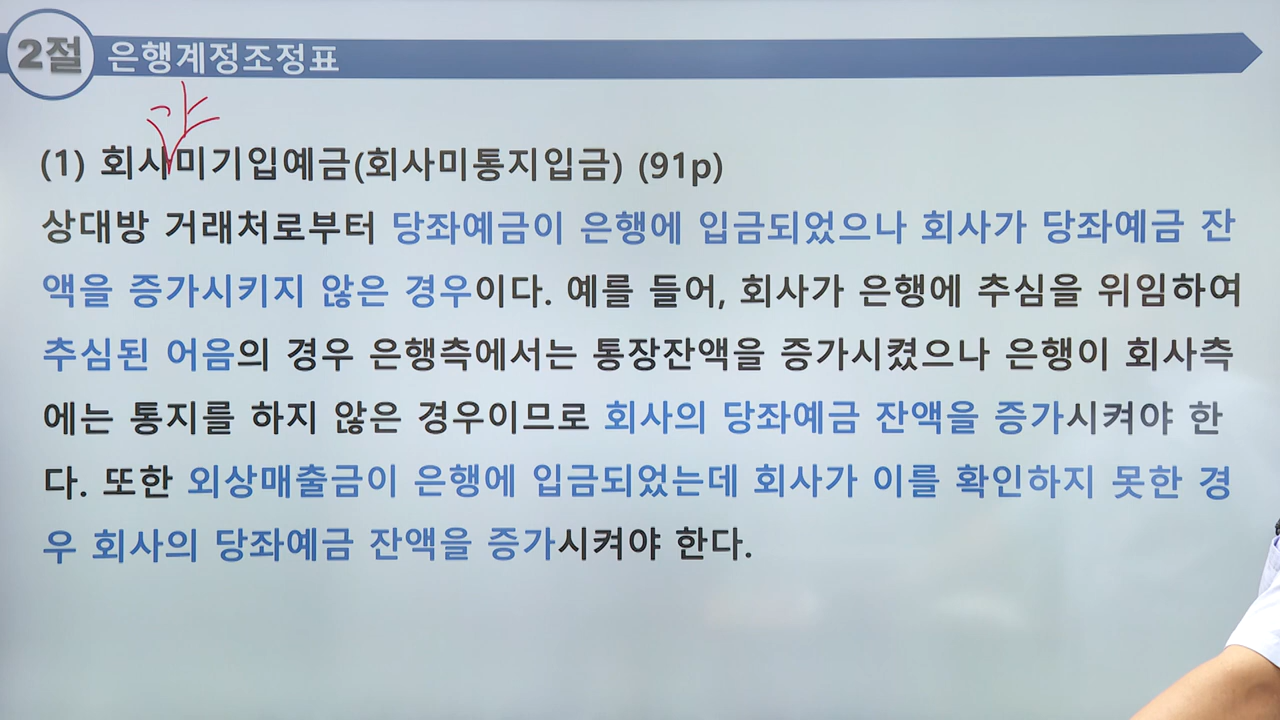 2절 은행계정조정표
가
(1) 회사미기입예금(회사미통지입금) (91p)
상대방 거래처로부터 당좌예금이 은행에 입금되었으나 회사가 당좌예금 잔
액을 증가시키지 않은 경우이다. 예를 들어, 회사가 은행에 추심을 위임하여
추심된 어음의 경우 은행측에서는 통장잔액을 증가시켰으나 은행이 회사측
에는 통지를 하지 않은 경우이므로 회사의 당좌예금 잔액을 증가시켜야 한
다. 또한 외상매출금이 은행에 입금되었는데 회사가 이를 확인하지 못한 경
우 회사의 당좌예금 잔액을 증가시켜야 한다.